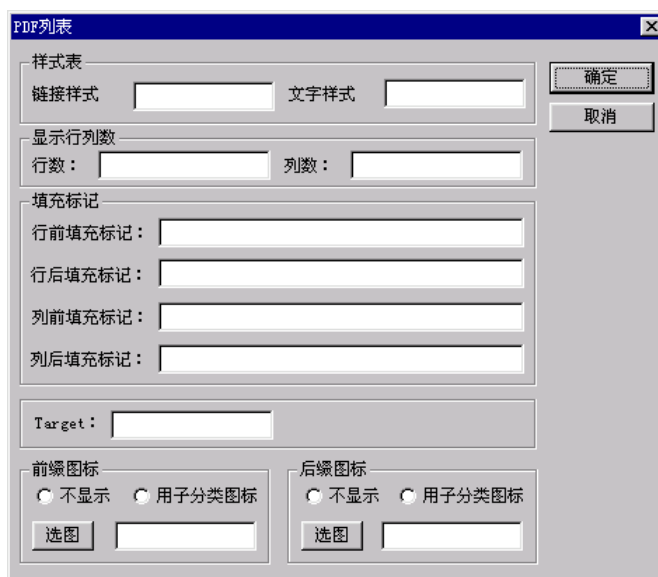 PDF列表
样式表
链接样式 文字样式
确定
取消
显示行列数
行数： 列数：
填充标记
行前填充标记：
行后填充标记：
列前填充标记：
列后填充标记：
Target：
前缀图标 后缀图标
不显示 用子分类图标 不显示 用子分类图标
选图 选图